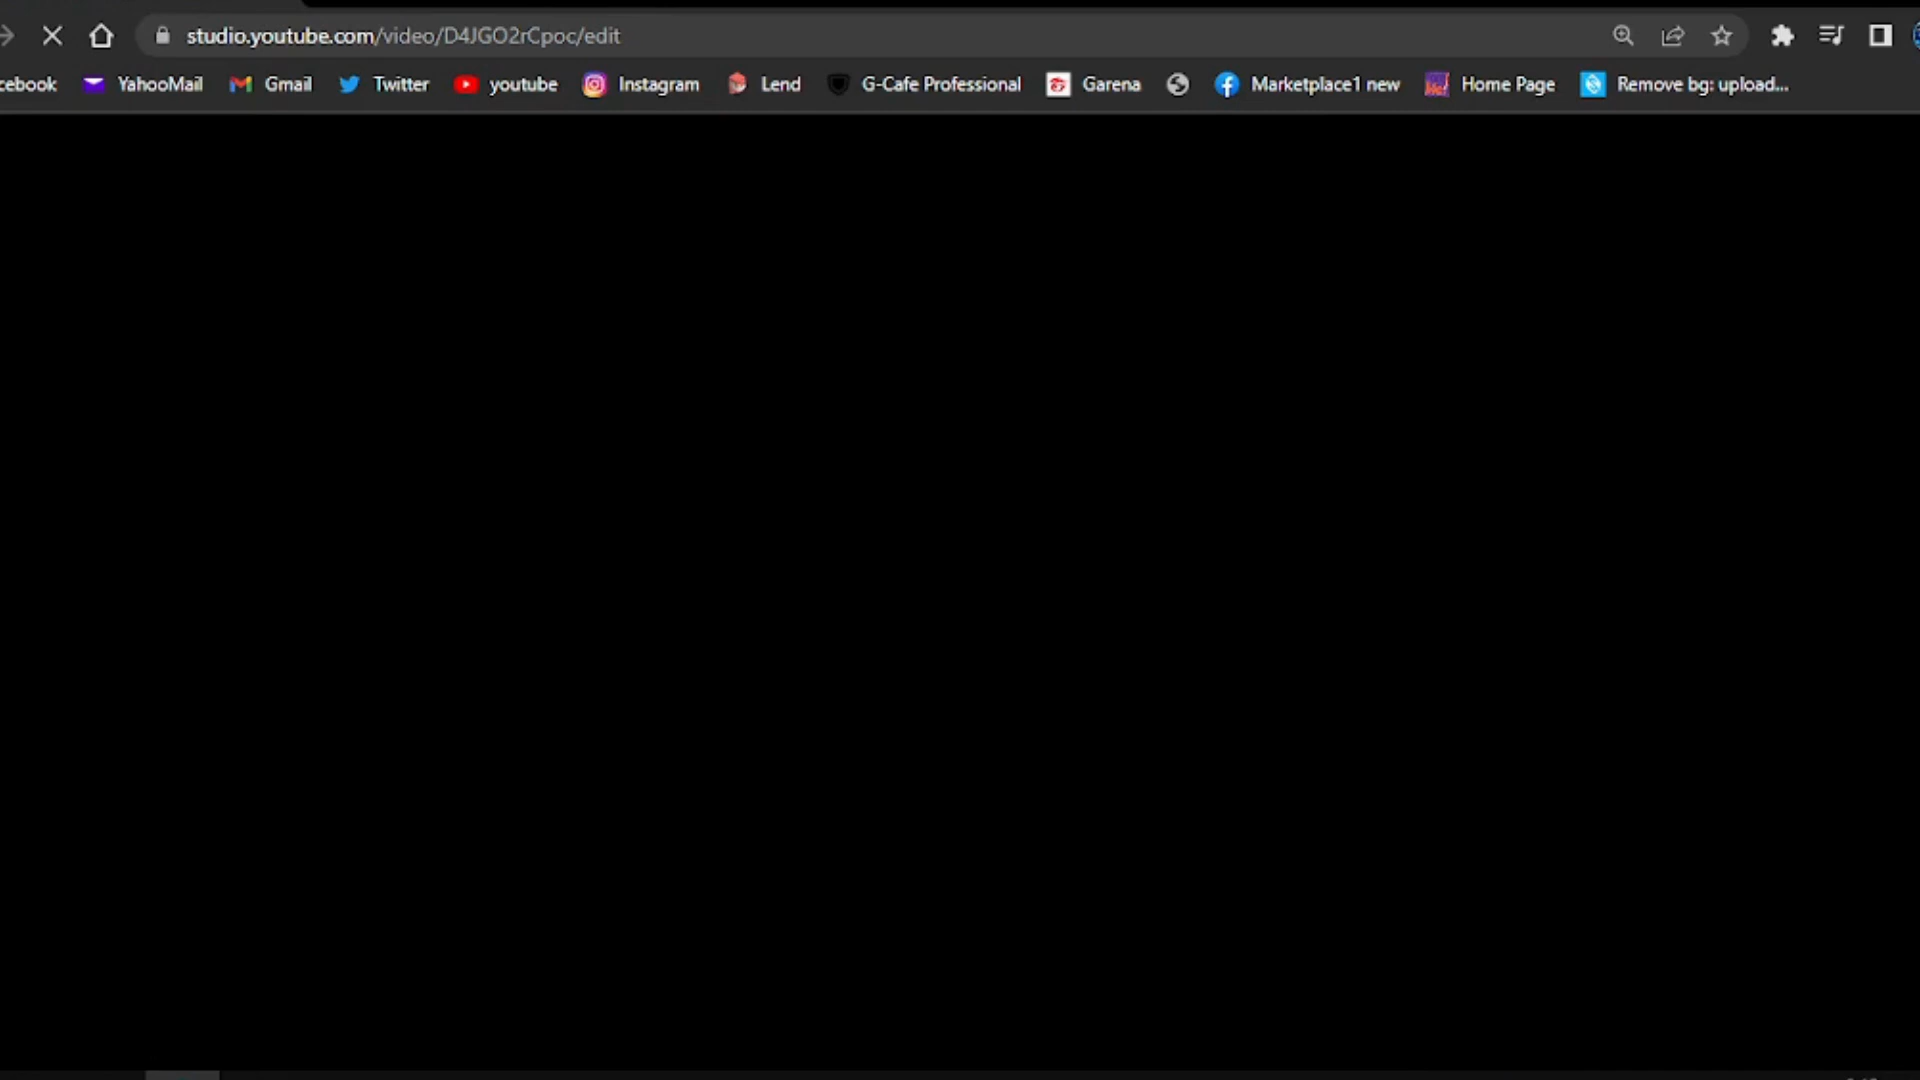 studio.youtube.com/video/D4JGO2rCpoc/edit
cebook YahooMail Gmail Twitter youtube Instagram Lend G-Cafe Professional Garena Marketplace1 new Home Page Remove bg: upload...